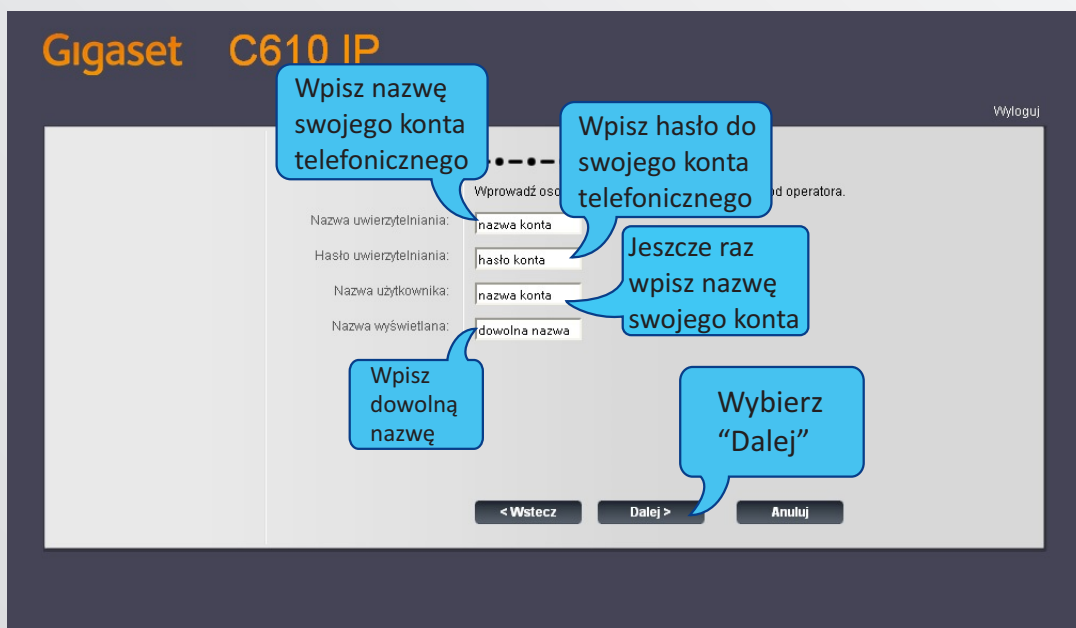 Gigaset C610 IP
Wyloguj
Wpisz nazwę
swojego konta
telefonicznego
Wpisz hasło do
swojego konta
telefonicznego
Wprowadź oso
od operatora.
Nazwa uwierzytelniania:
nazwa konta
Hasło uwierzytelniania:
hasło konta
Jeszcze raz
wpisz nazwę
swojego konta
Nazwa użytkownika:
nazwa konta
Nazwa wyświetlana:
dowolna nazwa
Wpisz
dowolną
nazwę
Wybierz
“Dalej”
< Wstecz
Dalej >
Anuluj